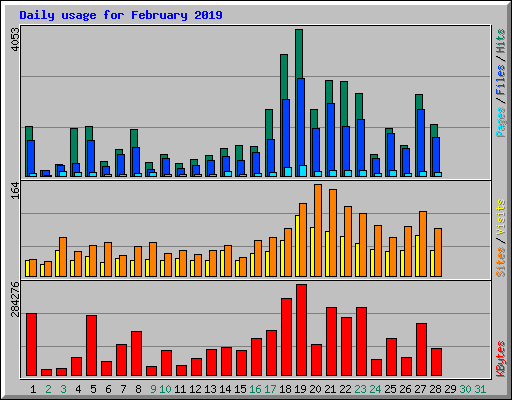 Daily usage for February 2019
4053
Pages / Files / Hits
164
Sites / Visits
284276
KBytes
1 2 3 4 5 6 7 8 9 10 11 12 13 14 15 16 17 18 19 20 21 22 23 24 25 26 27 28 29 30 31